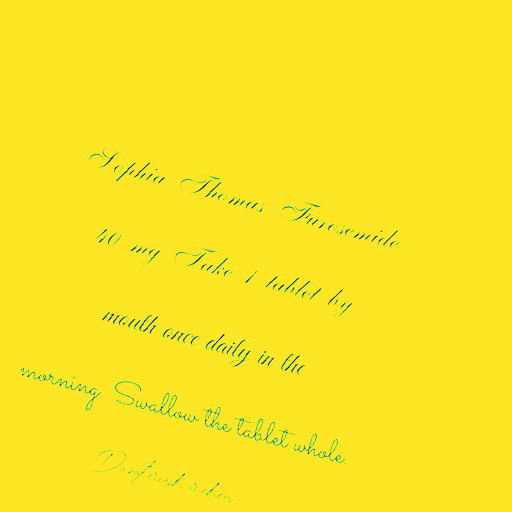 Sophia Thomas Furosemide
40 mg Take 1 tablet by
mouth once daily in the
morning. Swallow the tablet whole.
Do not crush or chew